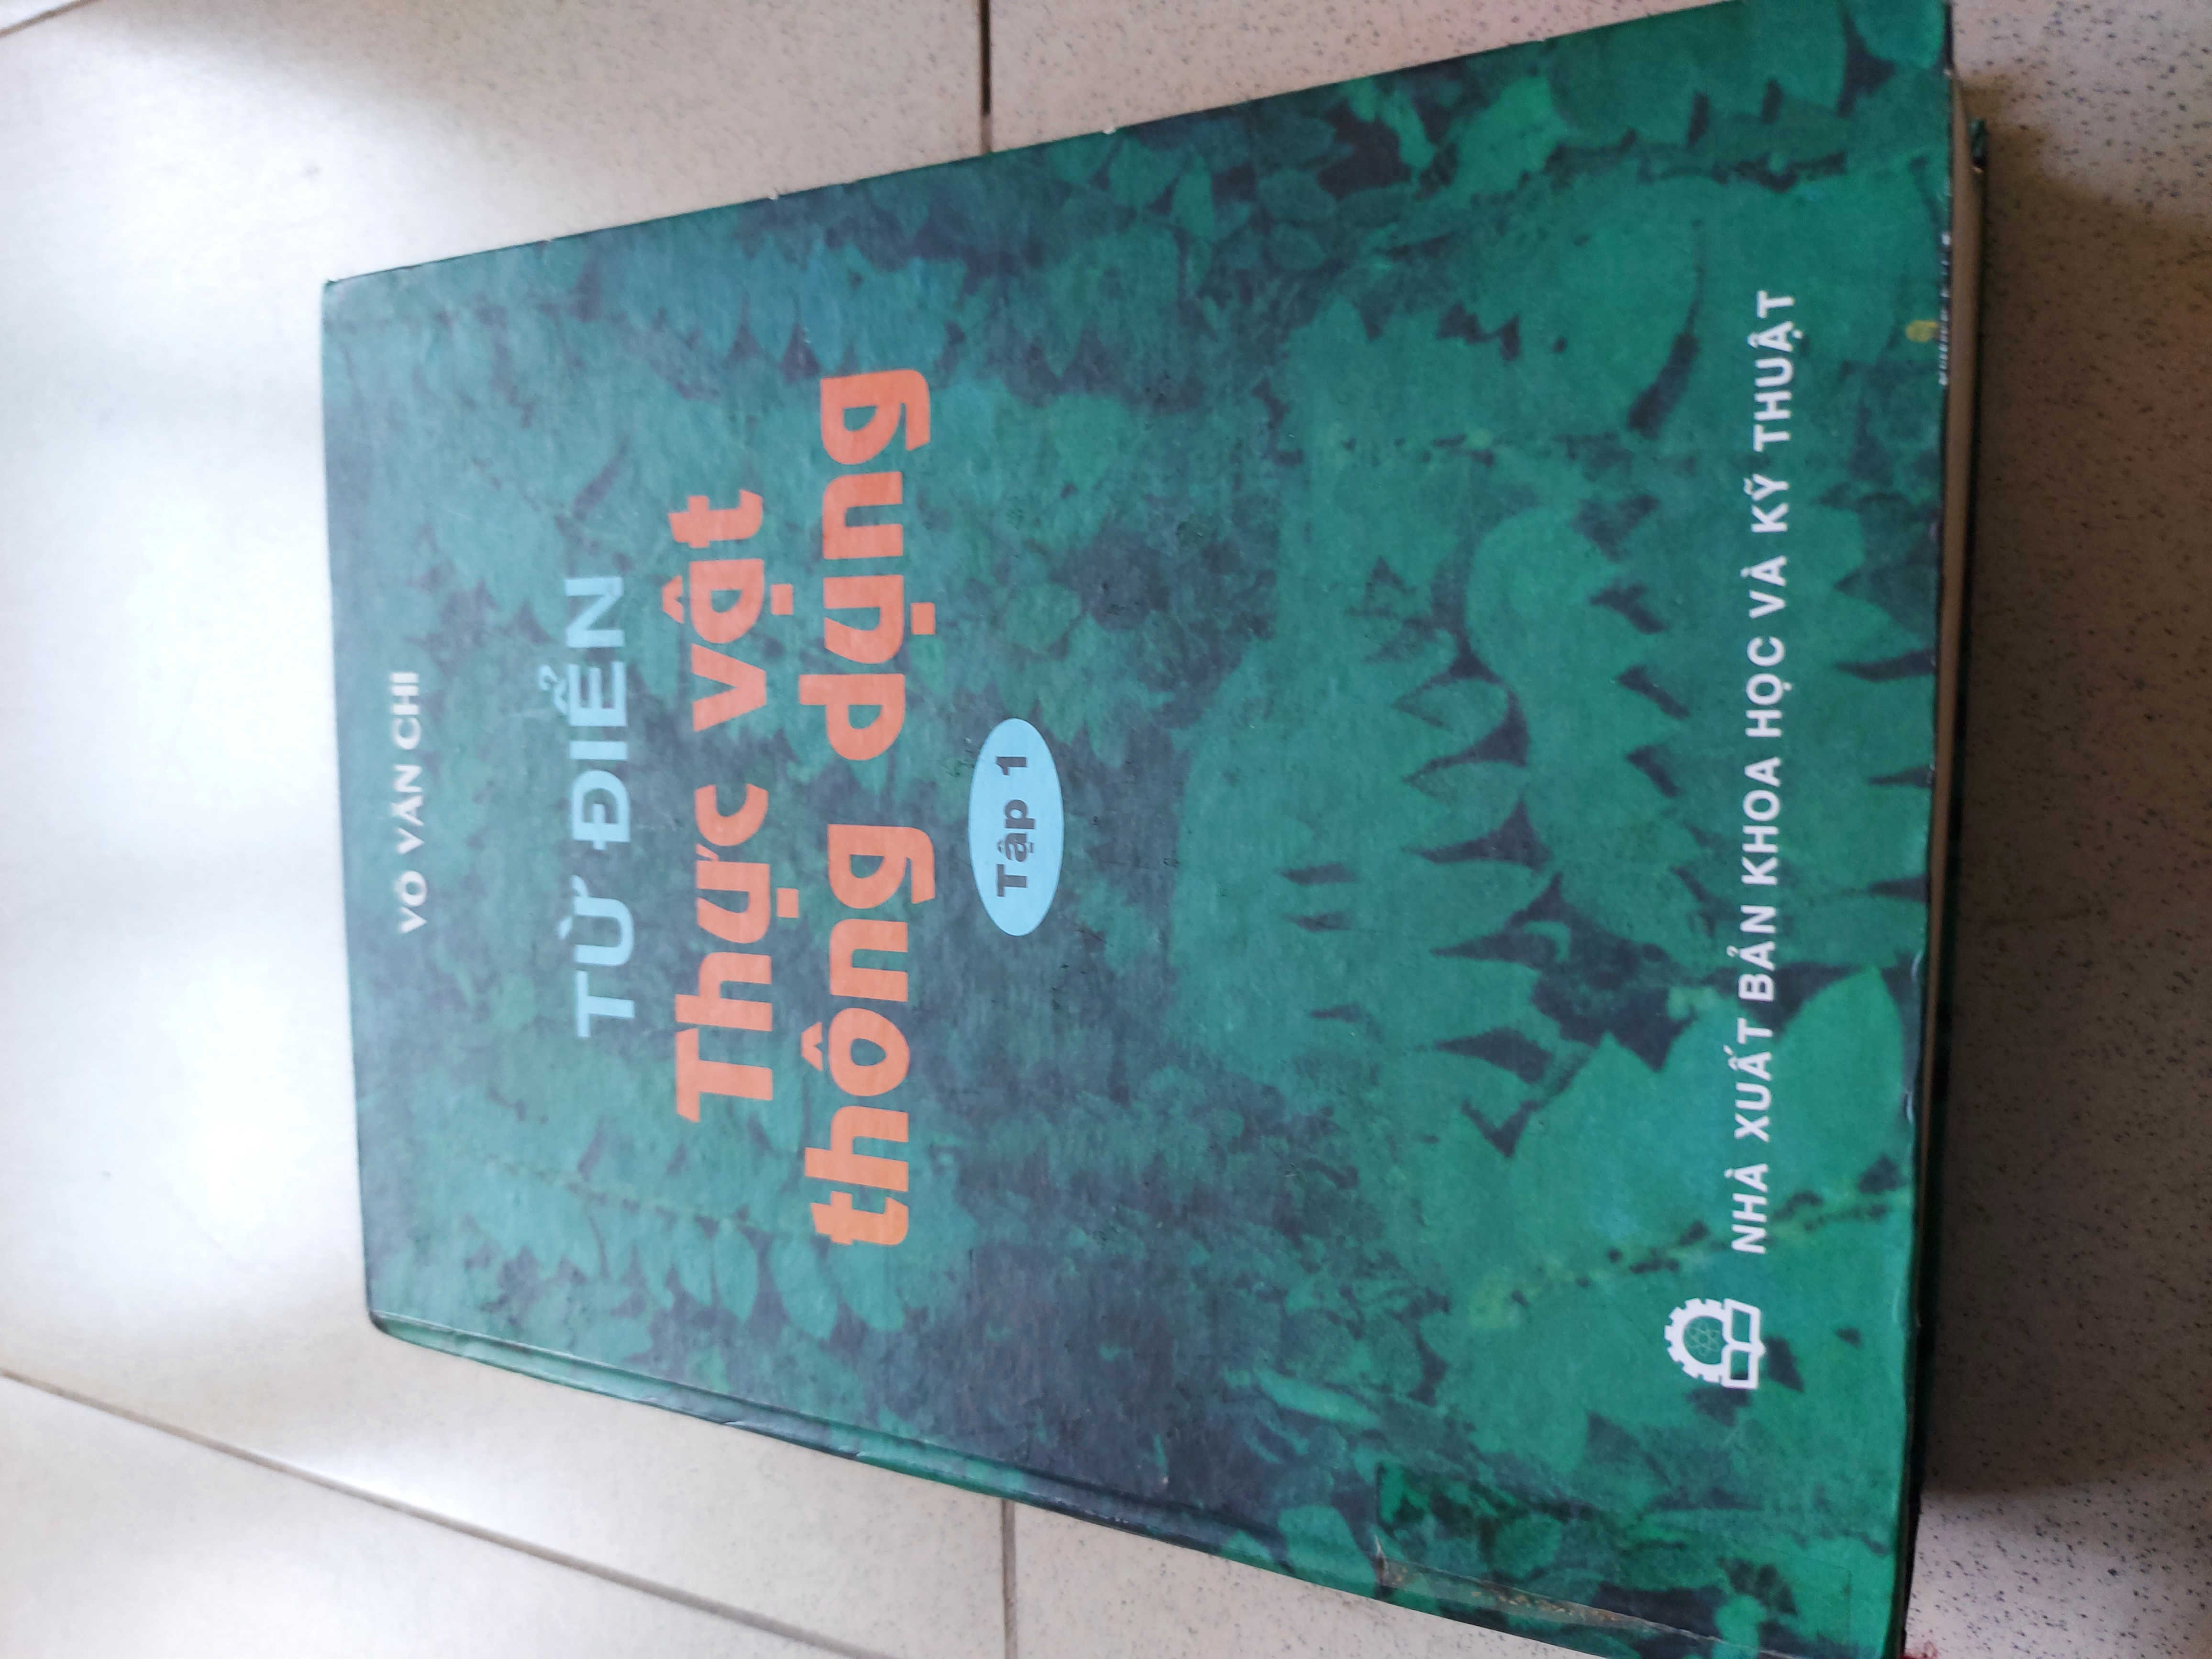 VÕ VĂN CHI
TỪ ĐIỂN
Thực vật
thông dụng
Tập 1
NHÀ XUẤT BẢN KHOA HỌC VÀ KỸ THUẬT